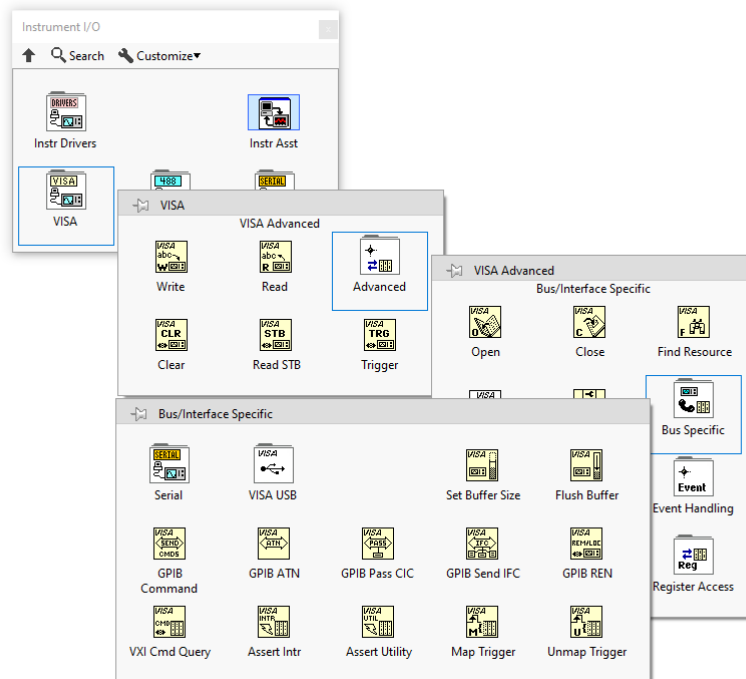 Instrument I/O
Search Customize
DRIVERS
Instr Drivers Instr Asst
VISA 488 SERIAL
VISA
VISA
VISA Advanced
VISA VISA
abc abc
W R
Write Read Advanced
VISA VISA VISA
CLR STB TRG
Clear Read STB Trigger
VISA Advanced
Bus/Interface Specific
VISA VISA VISA
O C F
Open Close Find Resource
VISA
Bus Specific
Event
Event Handling
Reg
Register Access
Bus/Interface Specific
SERIAL VISA VISA VISA
Serial VISA USB Set Buffer Size Flush Buffer
VISA VISA VISA VISA VISA
SEND ATN PASS IFC REN/LOC
CMDS
GPIB Command GPIB ATN GPIB Pass CIC GPIB Send IFC GPIB REN
VISA VISA VISA VISA VISA
CMD INTR UTIL M U
VXI Cmd Query Assert Intr Assert Utility Map Trigger Unmap Trigger